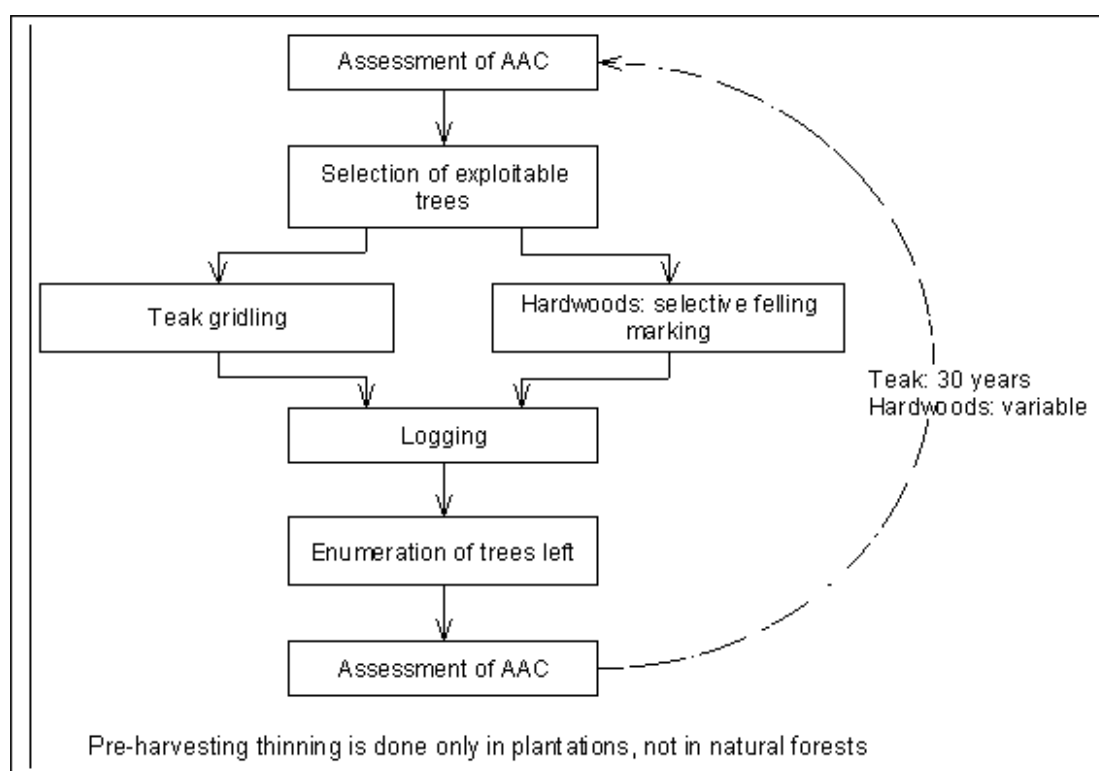 Assessment of AAC
Selection of exploitable
trees
Teak gridling
Hardwoods: selective felling
marking
Teak: 30 years
Hardwoods: variable
Logging
Enumeration of trees left
Assessment of AAC
Pre-harvesting thinning is done only in plantations, not in natural forests